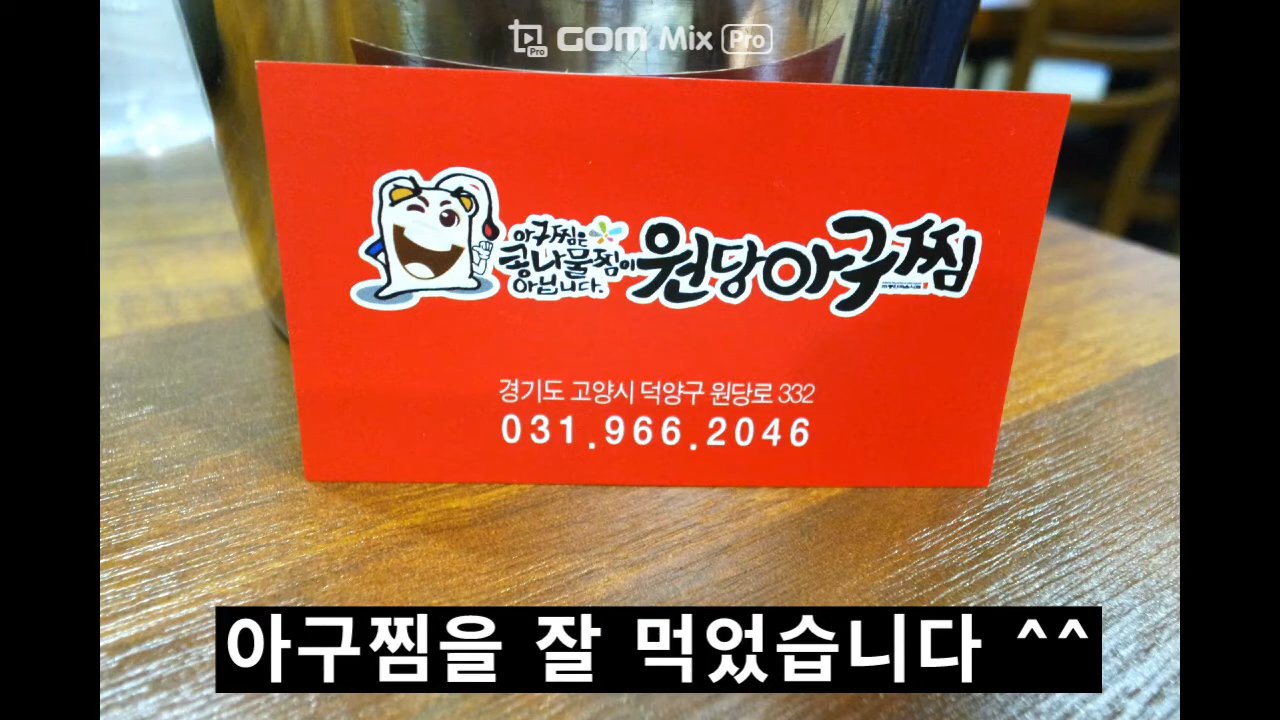 GOM Mix Pro
Pro
아구찜은
콩나물찜이
아닙니다.
원당아구찜
경기도 고양시 덕양구 원당로 332
031.966.2046
아구찜을 잘 먹었습니다 ^^